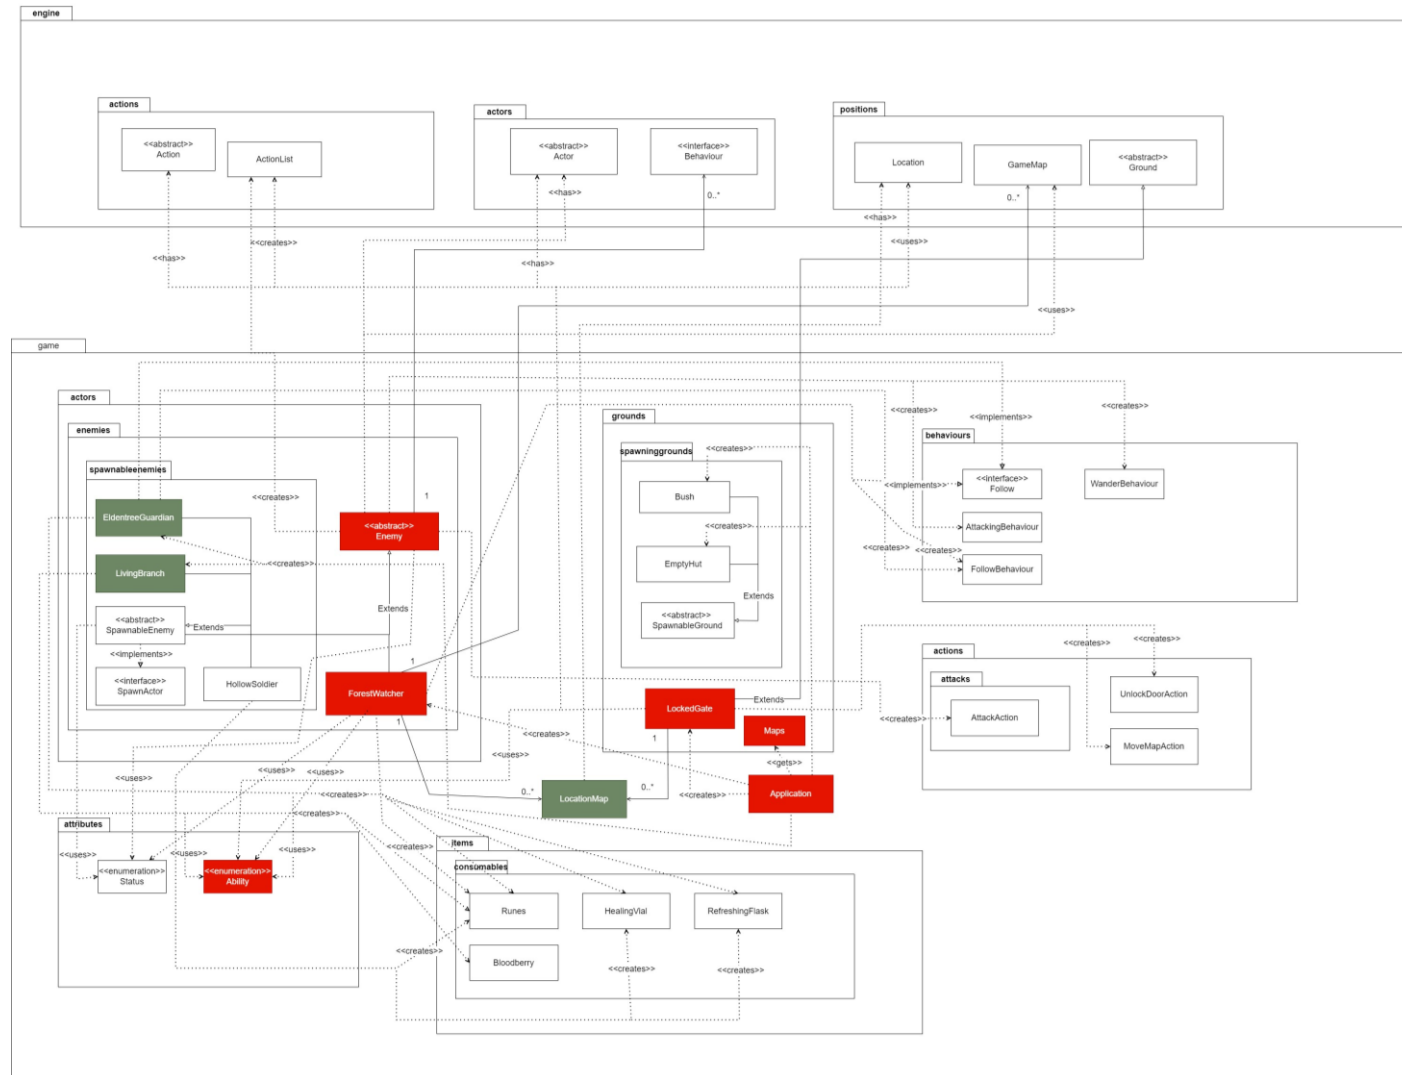 engine
actions
<<abstract>>
Action
ActionList
actors
<<abstract>>
Actor
<<interface>>
Behaviour
positions
Location
GameMap
<<abstract>>
Ground
<<has>>
0..*
0..*
<<has>>
<<creates>>
<<uses>>
<<has>>
<<has>>
<<uses>>
game
actors
enemies
spawnableenemies
EldentreeGuardian
LivingBranch
<<abstract>>
SpawnableEnemy
<<implements>>
<<interface>>
SpawnActor
HollowSoldier
Extends
<<creates>>
<<creates>>
1
<<abstract>>
Enemy
Extends
1
ForestWatcher
1
grounds
spawninggrounds
<<creates>>
Bush
<<creates>>
EmptyHut
Extends
<<abstract>>
SpawnableGround
LockedGate
Extends
1
Maps
<<gets>>
Application
<<creates>>
<<creates>>
<<uses>>
0..*
LocationMap
0..*
<<creates>>
<<implements>>
<<creates>>
behaviours
<<implements>>
<<interface>>
Follow
WanderBehaviour
AttackingBehaviour
<<creates>>
<<creates>>
FollowBehaviour
<<creates>>
<<creates>>
actions
attacks
AttackAction
<<creates>>
UnlockDoorAction
MoveMapAction
<<uses>>
<<uses>>
<<uses>>
<<creates>>
<<creates>>
attributes
<<uses>>
<<uses>>
<<uses>>
<<enumeration>>
Status
<<enumeration>>
Ability
<<creates>>
items
consumables
Runes
HealingVial
RefreshingFlask
Bloodberry
<<creates>>
<<creates>>
<<creates>>